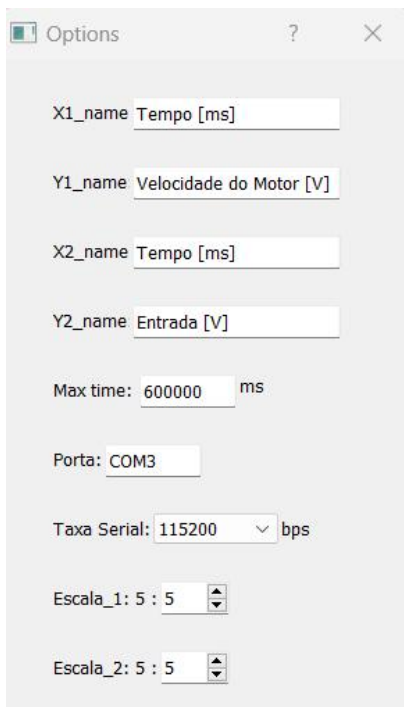 Options ?
X1_name Tempo [ms]
Y1_name Velocidade do Motor [V]
X2_name Tempo [ms]
Y2_name Entrada [V]
Max time: 600000 ms
Porta: COM3
Taxa Serial: 115200 bps
Escala_1: 5 : 5
Escala_2: 5 : 5